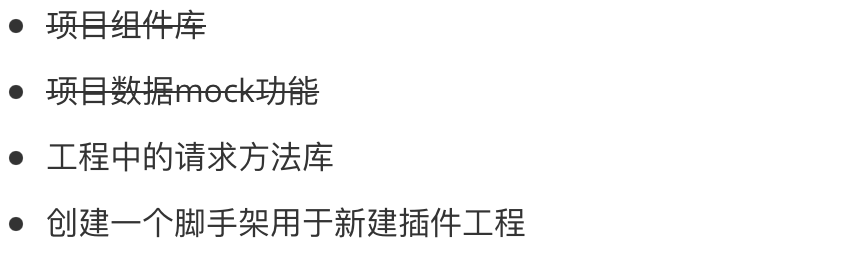 项目组件库
项目数据mock功能
工程中的请求方法库
创建一个脚手架用于新建插件工程